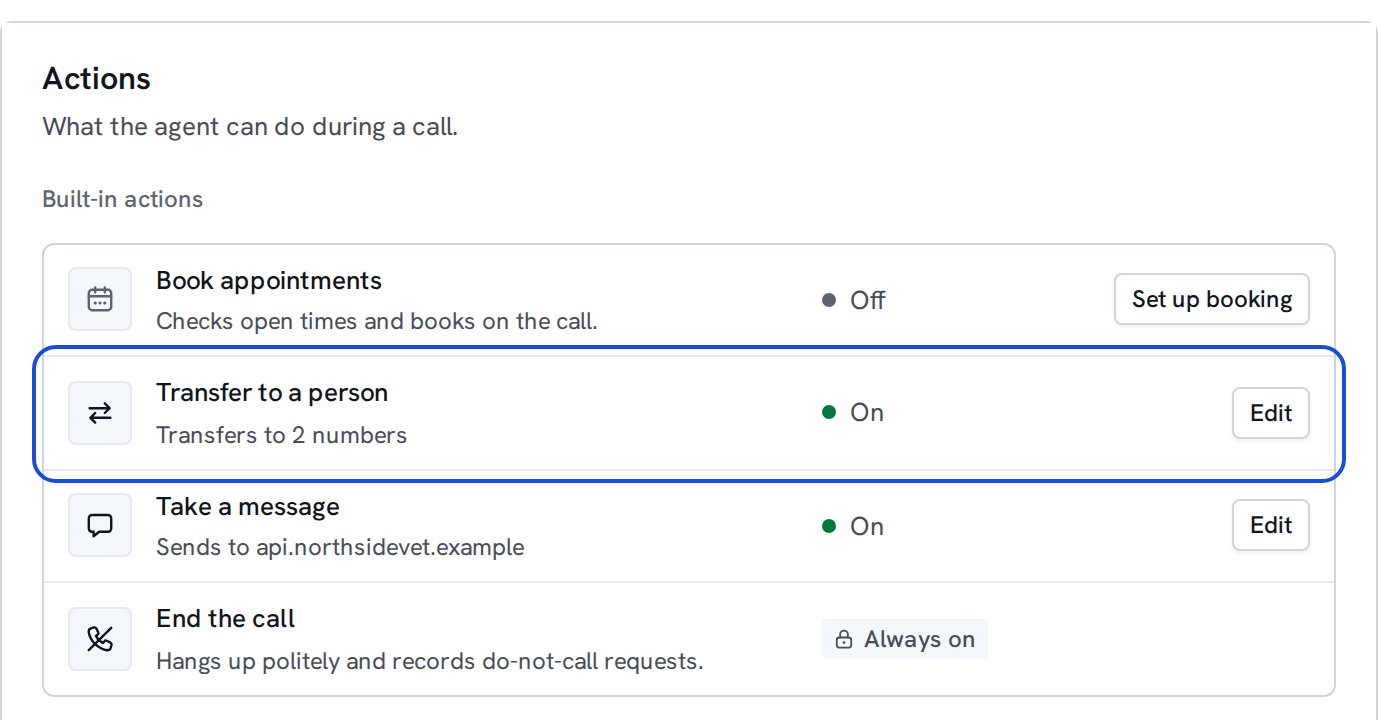 Actions
What the agent can do during a call.
Built-in actions
Book appointments
Checks open times and books on the call.
Off
Set up booking
Transfer to a person
Transfers to 2 numbers
On
Edit
Take a message
Sends to api.northsidevet.example
On
Edit
End the call
Hangs up politely and records do-not-call requests.
Always on